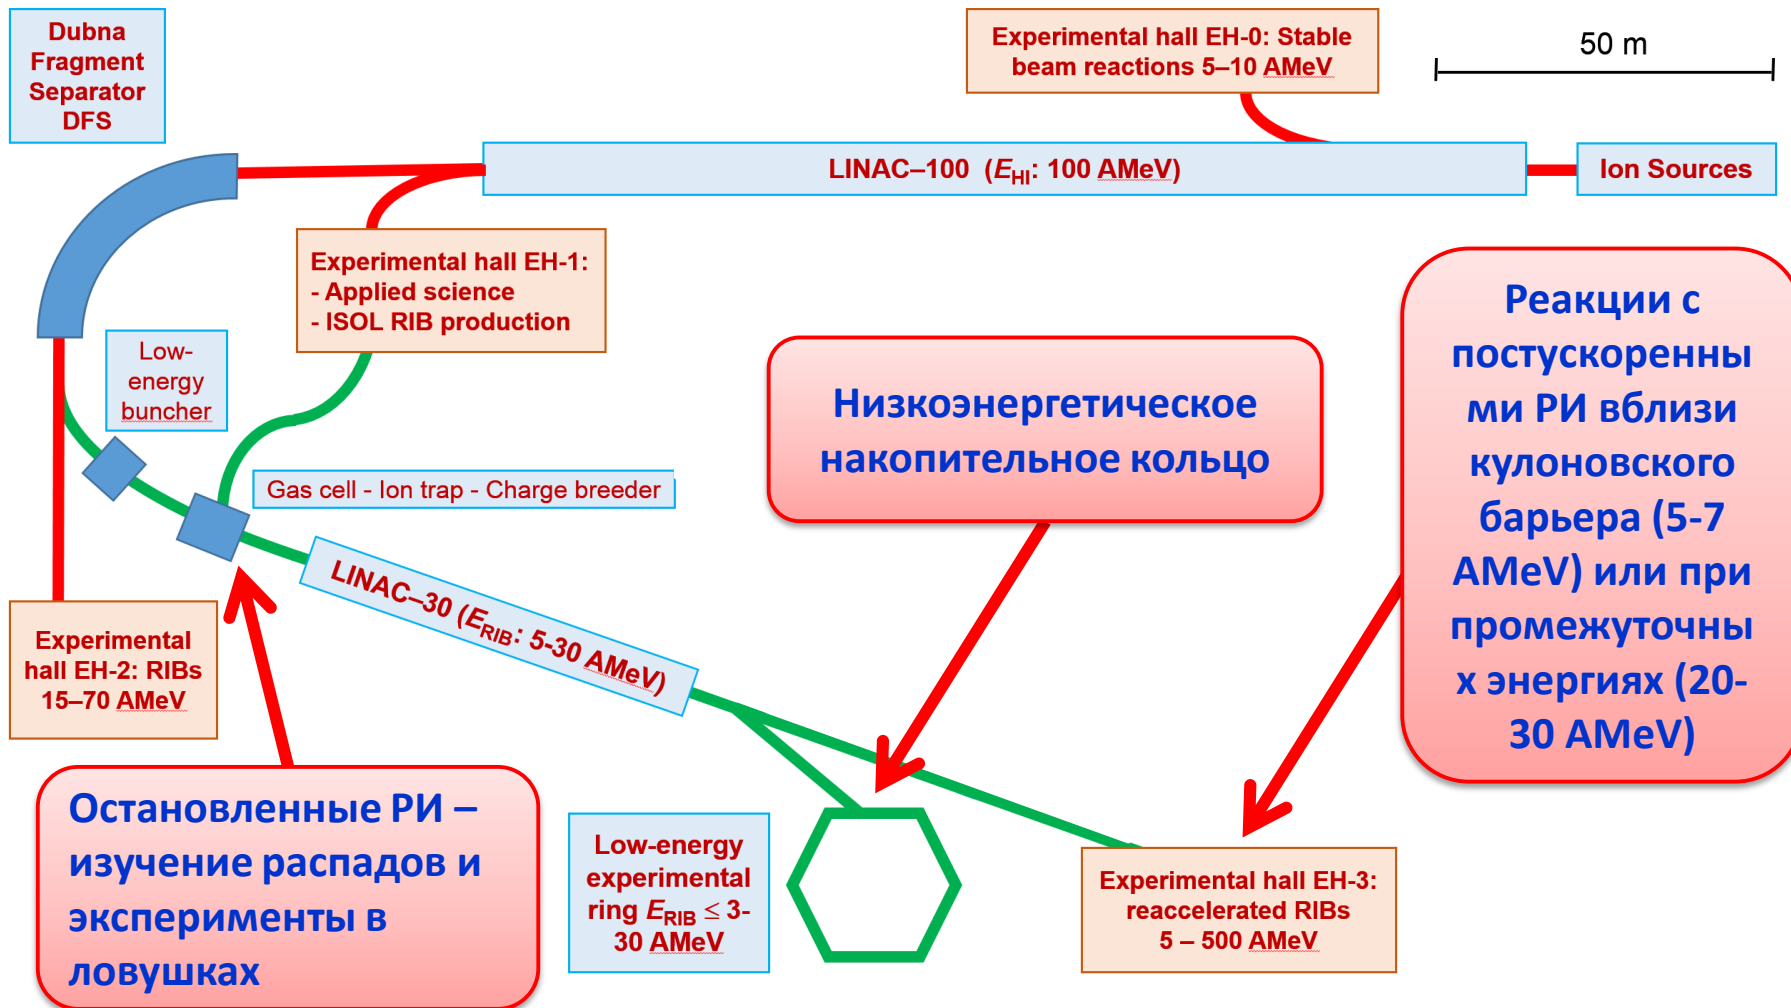 Dubna
Fragment
Separator
DFS
Experimental hall EH-0: Stable
beam reactions 5–10 AMeV
50 m
LINAC–100 (EHI: 100 AMeV)
Ion Sources
Experimental hall EH-1:
- Applied science
- ISOL RIB production
Low-
energy
buncher
Gas cell - Ion trap - Charge breeder
LINAC–30 (ERIB: 5-30 AMeV)
Experimental
hall EH-2: RIBs
15–70 AMeV
Низкоэнергетическое
накопительное кольцо
Реакции с
постускоренны
ми РИ вблизи
кулоновского
барьера (5-7
AMeV) или при
промежуточны
х энергиях (20-
30 AMeV)
Остановленные РИ –
изучение распадов и
эксперименты в
ловушках
Low-energy
experimental
ring ERIB ≤ 3-
30 AMeV
Experimental hall EH-3:
reaccelerated RIBs
5 – 500 AMeV